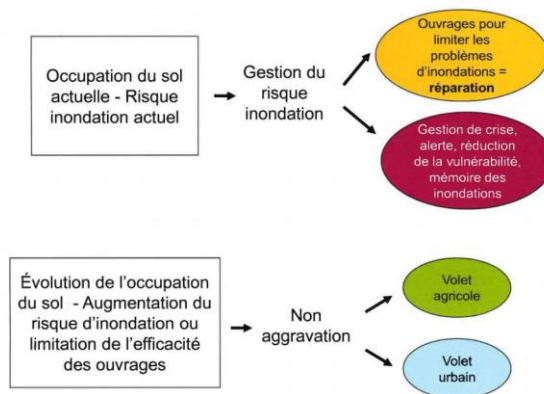 Occupation du sol
actuelle - Risque
inondation actuel
Gestion du
risque
inondation
Ouvrages pour
limiter les
problèmes
d'inondations =
réparation
Gestion de crise,
alerte, réduction
de la vulnérabilité,
mémoire des
inondations
Évolution de l'occupation
du sol - Augmentation du
risque d'inondation ou
limitation de l'efficacité
des ouvrages
Non
aggravation
Volet
agricole
Volet
urbain